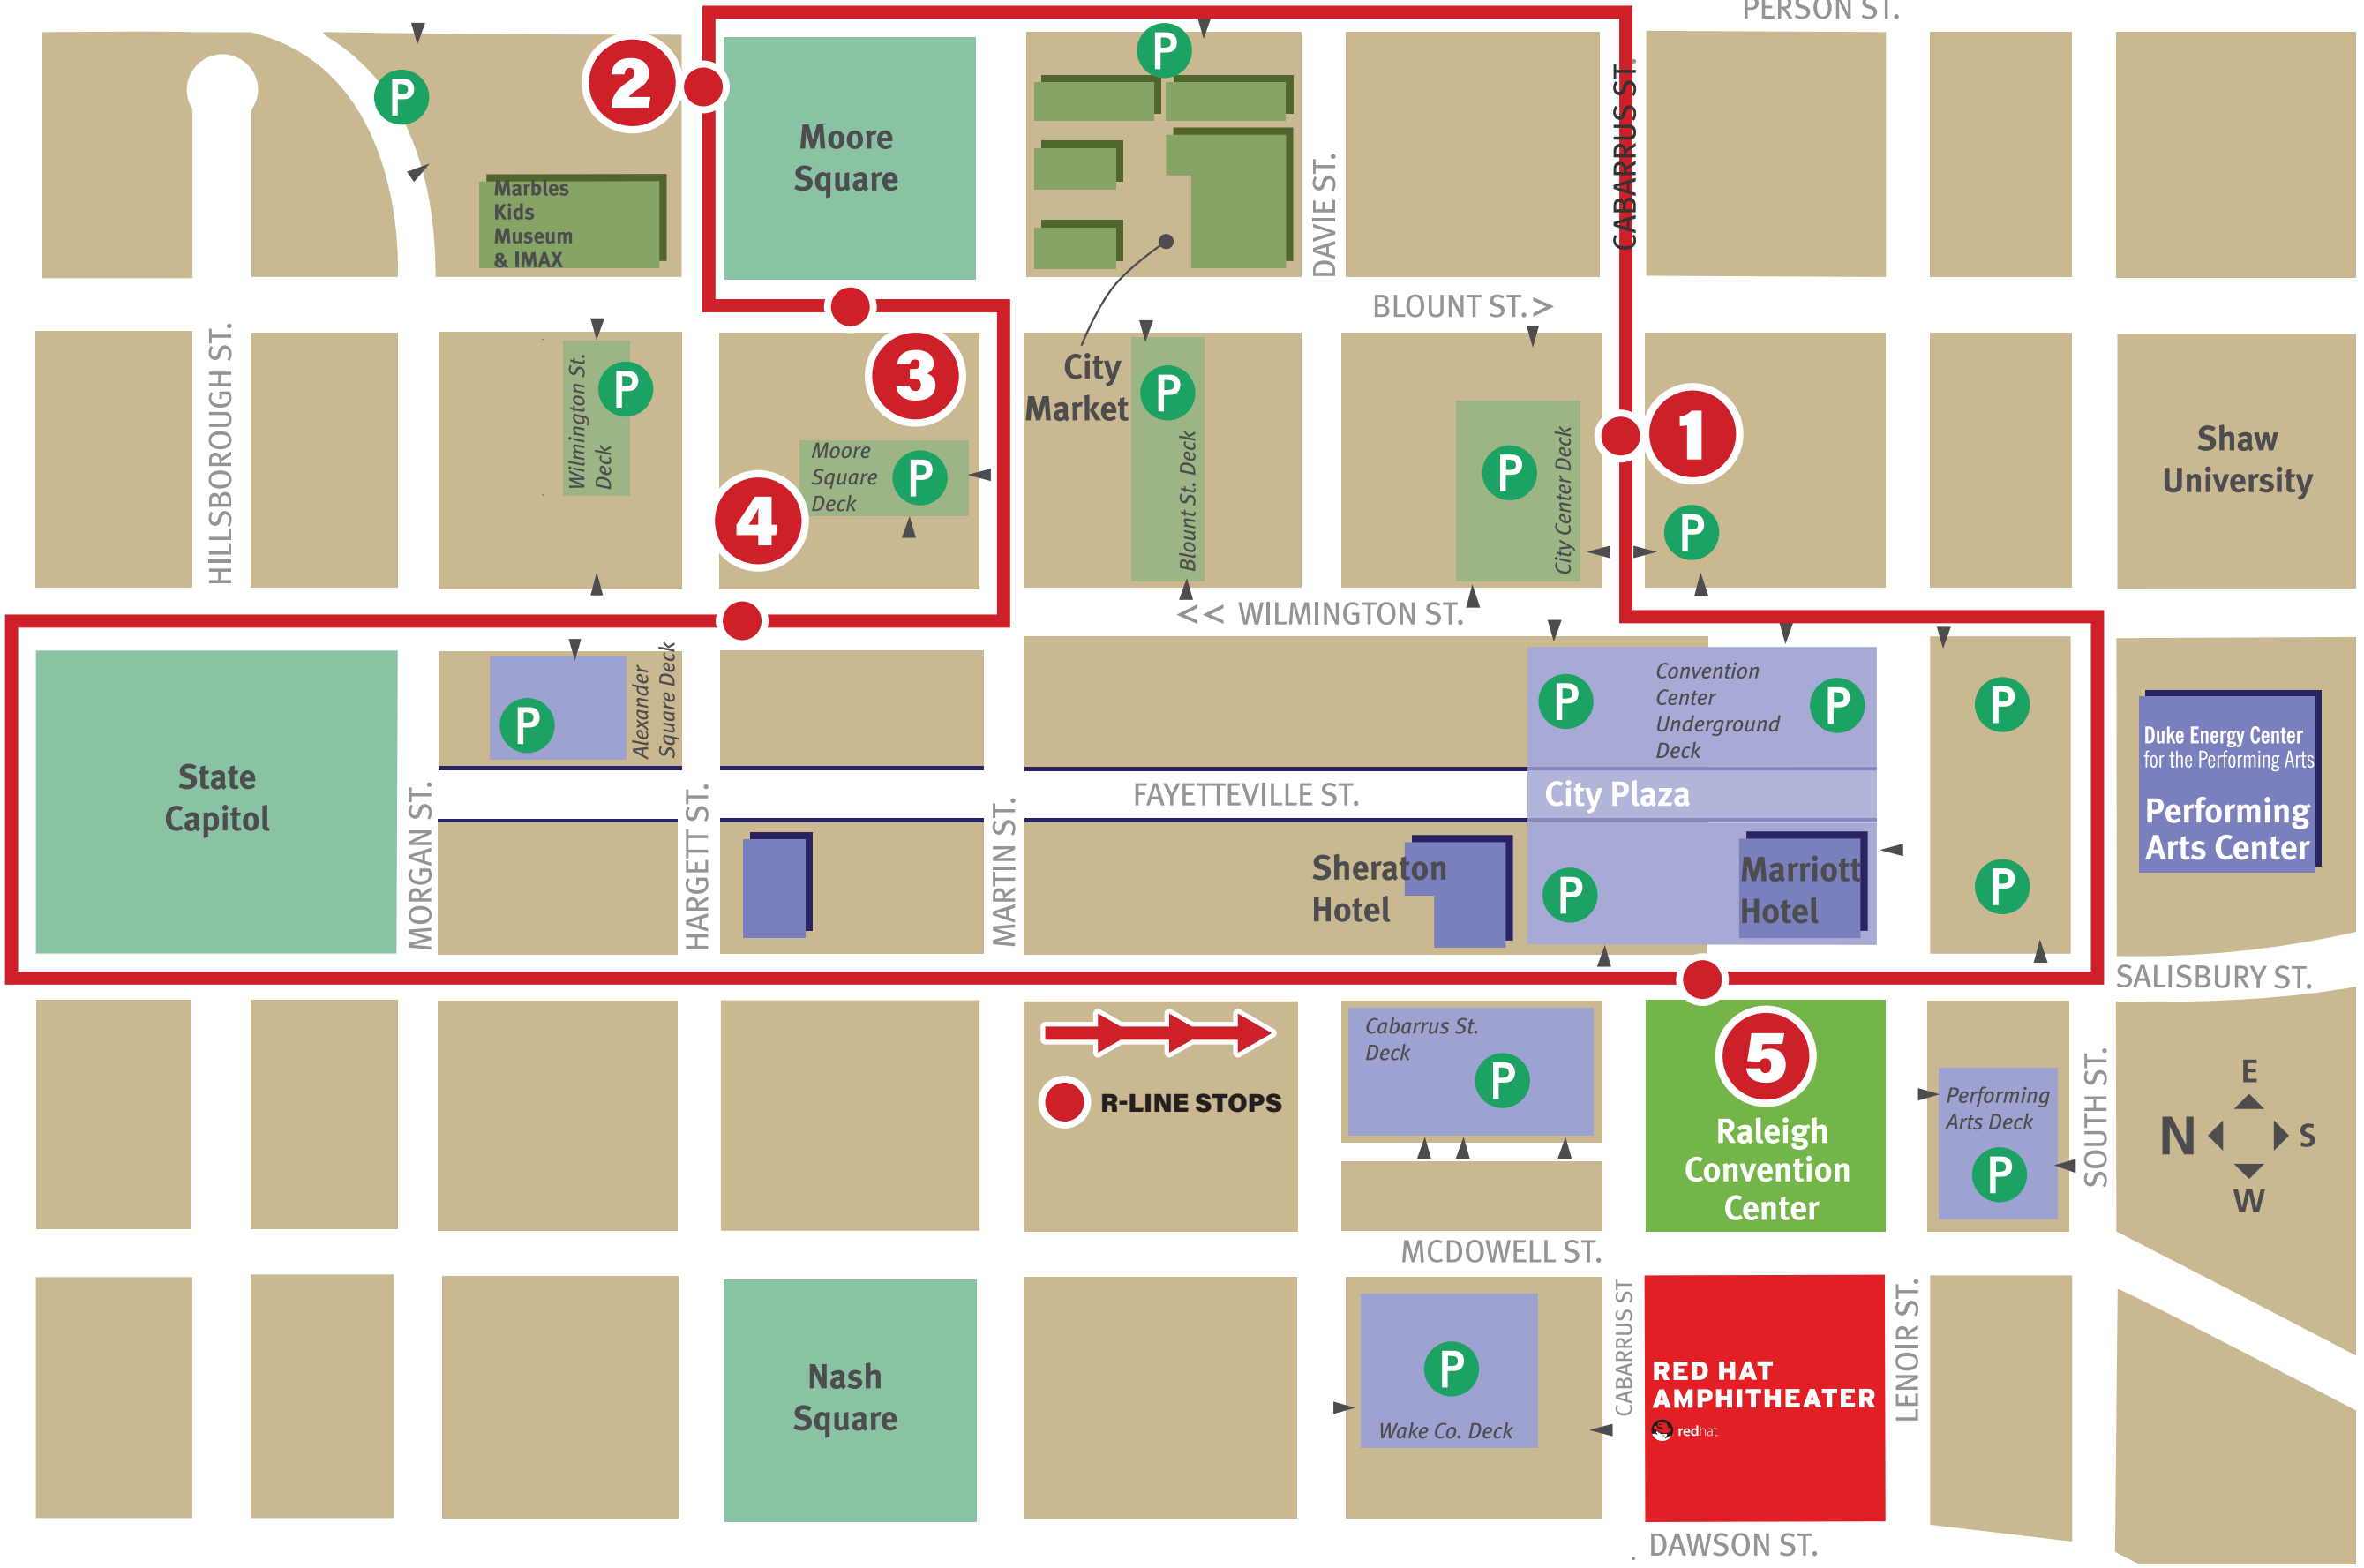 PERSON ST.
P
P
2
Moore
Square
CABARRUS ST.
DAVIE ST.
Marbles
Kids
Museum
& IMAX
BLOUNT ST.>
HILLSBOROUGH ST.
Wilmington St.
Deck
P
3
City
Market
P
Blount St. Deck
1
Moore
Square
Deck
P
4
P
City Center Deck
P
Shaw
University
<< WILMINGTON ST.
State
Capitol
P
Alexander
Square Deck
P
Convention
Center
Underground
Deck
P
P
Duke Energy Center
for the Performing Arts
Performing
Arts Center
MORGAN ST.
HARGETT ST.
MARTIN ST.
FAYETTEVILLE ST.
City Plaza
Sheraton
Hotel
P
Marriott
Hotel
P
SALISBURY ST.
R-LINE STOPS
Cabarrus St.
Deck
P
5
Raleigh
Convention
Center
Performing
Arts Deck
P
SOUTH ST.
E
N
S
W
MCDOWELL ST.
Nash
Square
P
Wake Co. Deck
CABARRUS ST
RED HAT
AMPHITHEATER
redhat
LENOIR ST.
DAWSON ST.